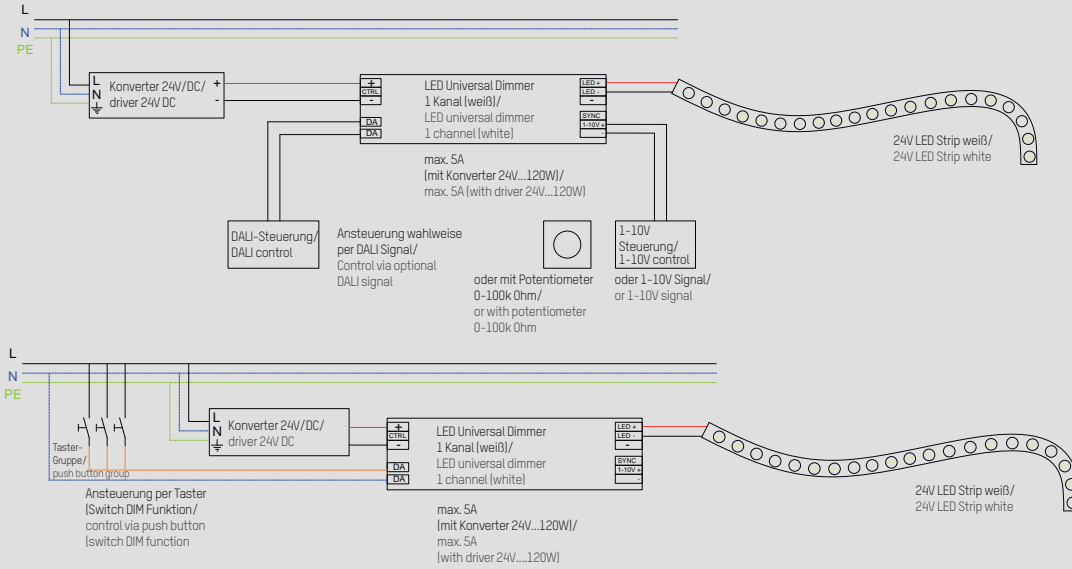 L
N
PE
L
N
Konverter 24V/DC/
driver 24V DC
+
-
+
CTRL
-
DA
DA
LED Universal Dimmer
1 Kanal (weiß)/
LED universal dimmer
1 channel (white)
LED +
LED -
-
SYNC
1-10V +
-
24V LED Strip weiß/
24V LED Strip white
max. 5A
(mit Konverter 24V...120W)/
max. 5A (with driver 24V...120W)
DALI-Steuerung/
DALI control
Ansteuerung wahlweise
per DALI Signal/
Control via optional
DALI signal
oder mit Potentiometer
0-100k Ohm/
or with potentiometer
0-100k Ohm
1-10V
Steuerung/
1-10V control
oder 1-10V Signal/
or 1-10V signal
L
N
PE
Taster-
Gruppe/
push button group
L
N
Konverter 24V/DC/
driver 24V DC
+
-
+
CTRL
-
DA
DA
LED Universal Dimmer
1 Kanal (weiß)/
LED universal dimmer
1 channel (white)
LED +
LED -
-
SYNC
1-10V +
-
24V LED Strip weiß/
24V LED Strip white
Ansteuerung per Taster
(Switch DIM Funktion/
control via push button
(switch DIM function
max. 5A
(mit Konverter 24V...120W)/
max. 5A
(with driver 24V....120W)